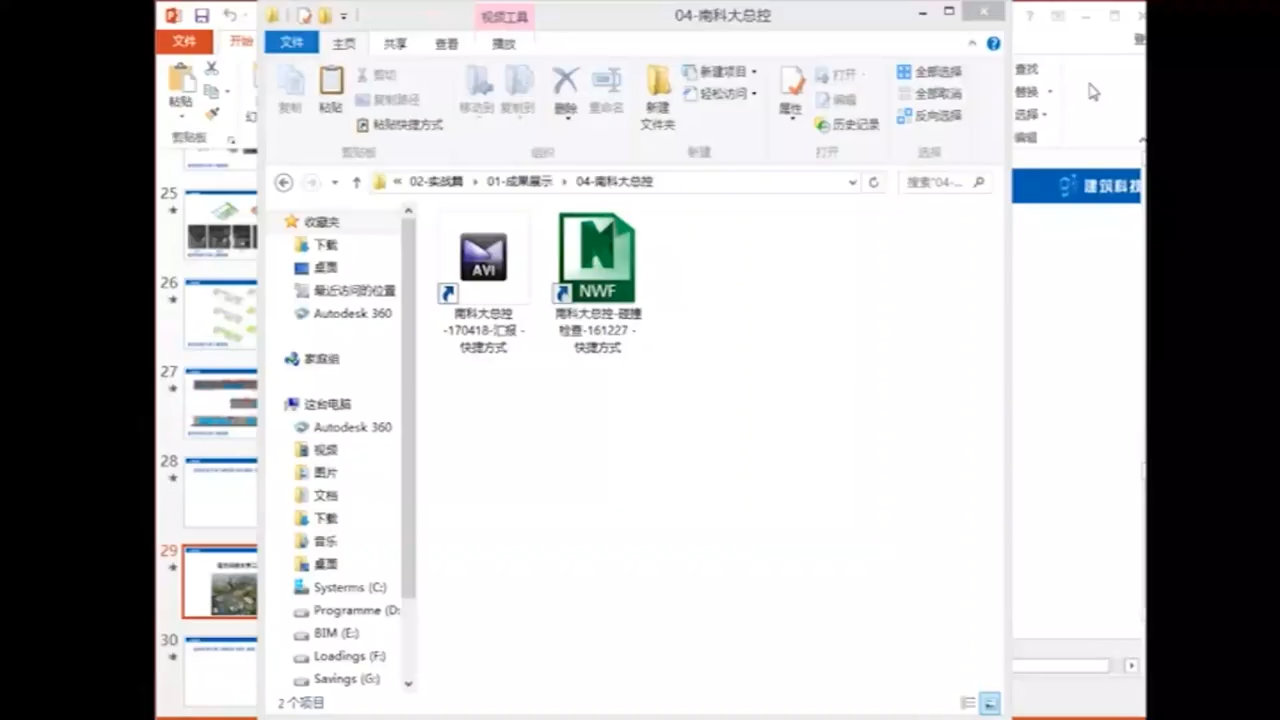 视频工具
04-南科大总控
文件
开始
文件
主页
共享
查看
播放
粘贴
剪贴板
复制
粘贴
剪切
复制路径
粘贴快捷方式
剪贴板
移动到
复制到
删除
重命名
组织
新建
文件夹
新建项目
轻松访问
新建
属性
打开
编辑
历史记录
打开
全部选择
全部取消
反向选择
选择
查找
替换
选择
编辑
« 02-实战篇 › 01-成果展示 › 04-南科大总控
搜索"04-...
建筑科技
收藏夹
下载
桌面
最近访问的位置
Autodesk 360
家庭组
这台电脑
Autodesk 360
视频
图片
文档
下载
音乐
桌面
Systerms (C:)
Programme (D:
BIM (E:)
Loadings (F:)
Savings (G:)
AVI
南科大总控
-170418-汇报 -
快捷方式
NWF
南科大总控-碰撞
检查-161227 -
快捷方式
25
26
27
28
29
30
2 个项目